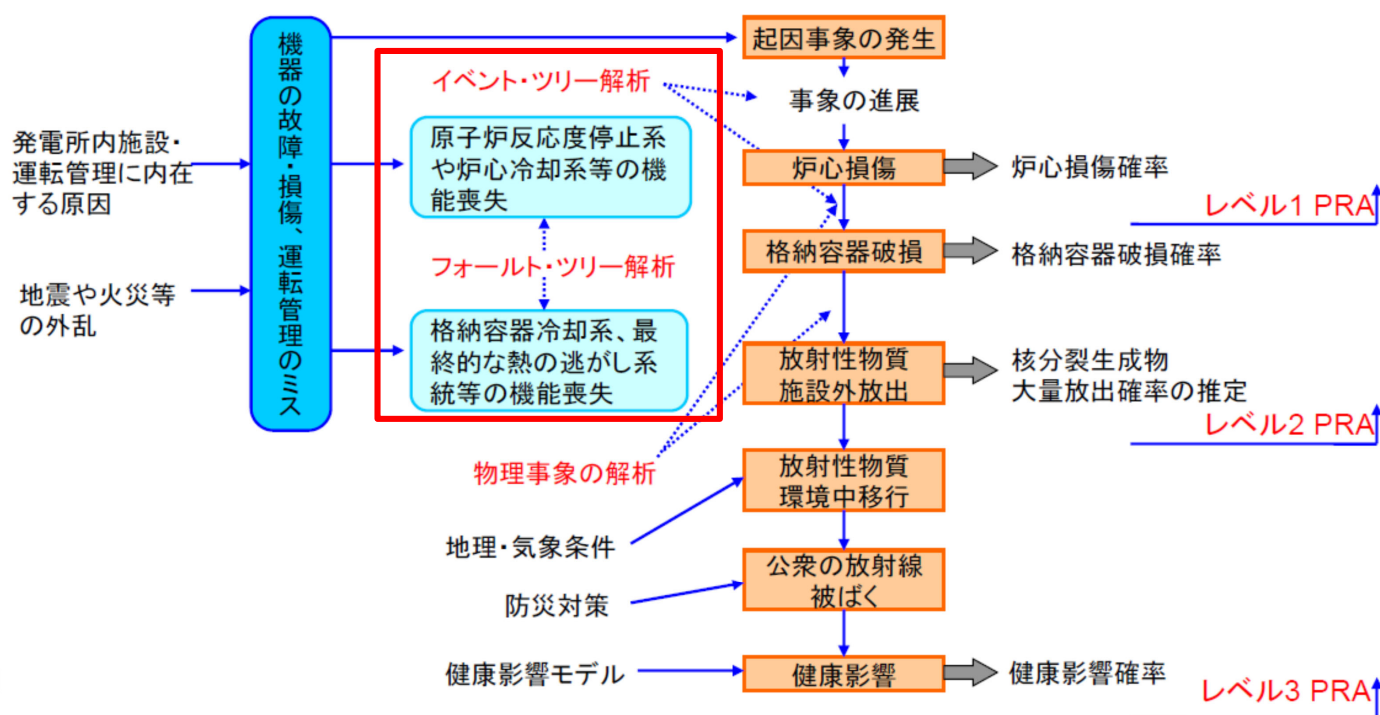 機器の故障・損傷、運転管理のミス
発電所内施設・
運転管理に内在
する原因
地震や火災等
の外乱
イベント・ツリー解析
原子炉反応度停止系
や炉心冷却系等の機
能喪失
フォールト・ツリー解析
格納容器冷却系、最
終的な熱の逃がし系
統等の機能喪失
物理事象の解析
地理・気象条件
防災対策
健康影響モデル
起因事象の発生
事象の進展
炉心損傷
炉心損傷確率
レベル1 PRA
格納容器破損
格納容器破損確率
放射性物質
施設外放出
核分裂生成物
大量放出確率の推定
レベル2 PRA
放射性物質
環境中移行
公衆の放射線
被ばく
健康影響
健康影響確率
レベル3 PRA